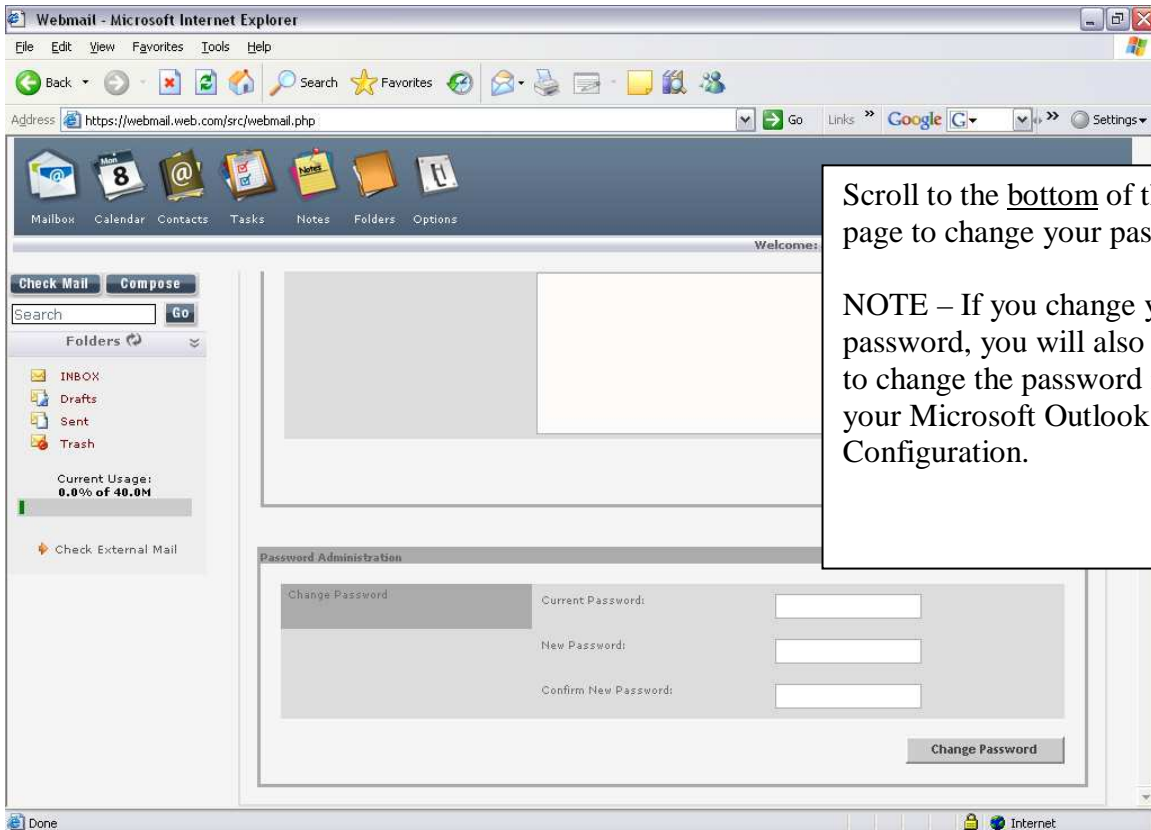 Webmail - Microsoft Internet Explorer
File Edit View Favorites Tools Help
Back Search Favorites
Address https://webmail.web.com/src/webmail.php Go Links » Google G » Settings
Mon
8
Notes
Mailbox Calendar Contacts Tasks Notes Folders Options
Welcome:
Scroll to the bottom of
page to change your
NOTE – If you change
password, you will also
to change the password
your Microsoft Outlook
Configuration.
Check Mail Compose
Search Go
Folders
INBOX
Drafts
Sent
Trash
Current Usage:
0.0% of 40.0M
Check External Mail
Password Administration
Change Password
Current Password:
New Password:
Confirm New Password:
Change Password
Done Internet